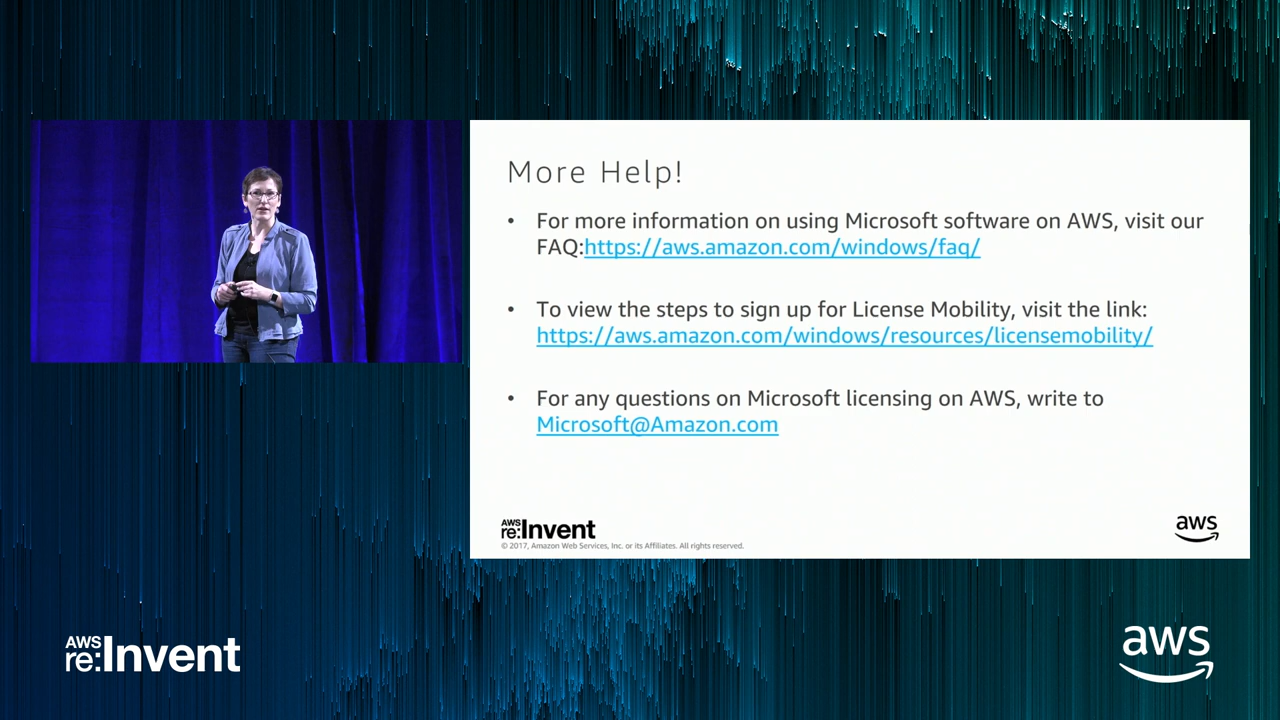 More Help!
• For more information on using Microsoft software on AWS, visit our
FAQ:https://aws.amazon.com/windows/faq/
• To view the steps to sign up for License Mobility, visit the link:
https://aws.amazon.com/windows/resources/licensemobility/
• For any questions on Microsoft licensing on AWS, write to
Microsoft@Amazon.com
AWS
re:Invent
© 2017, Amazon Web Services, Inc. or its Affiliates. All rights reserved.
aws
AWS
re:Invent
aws